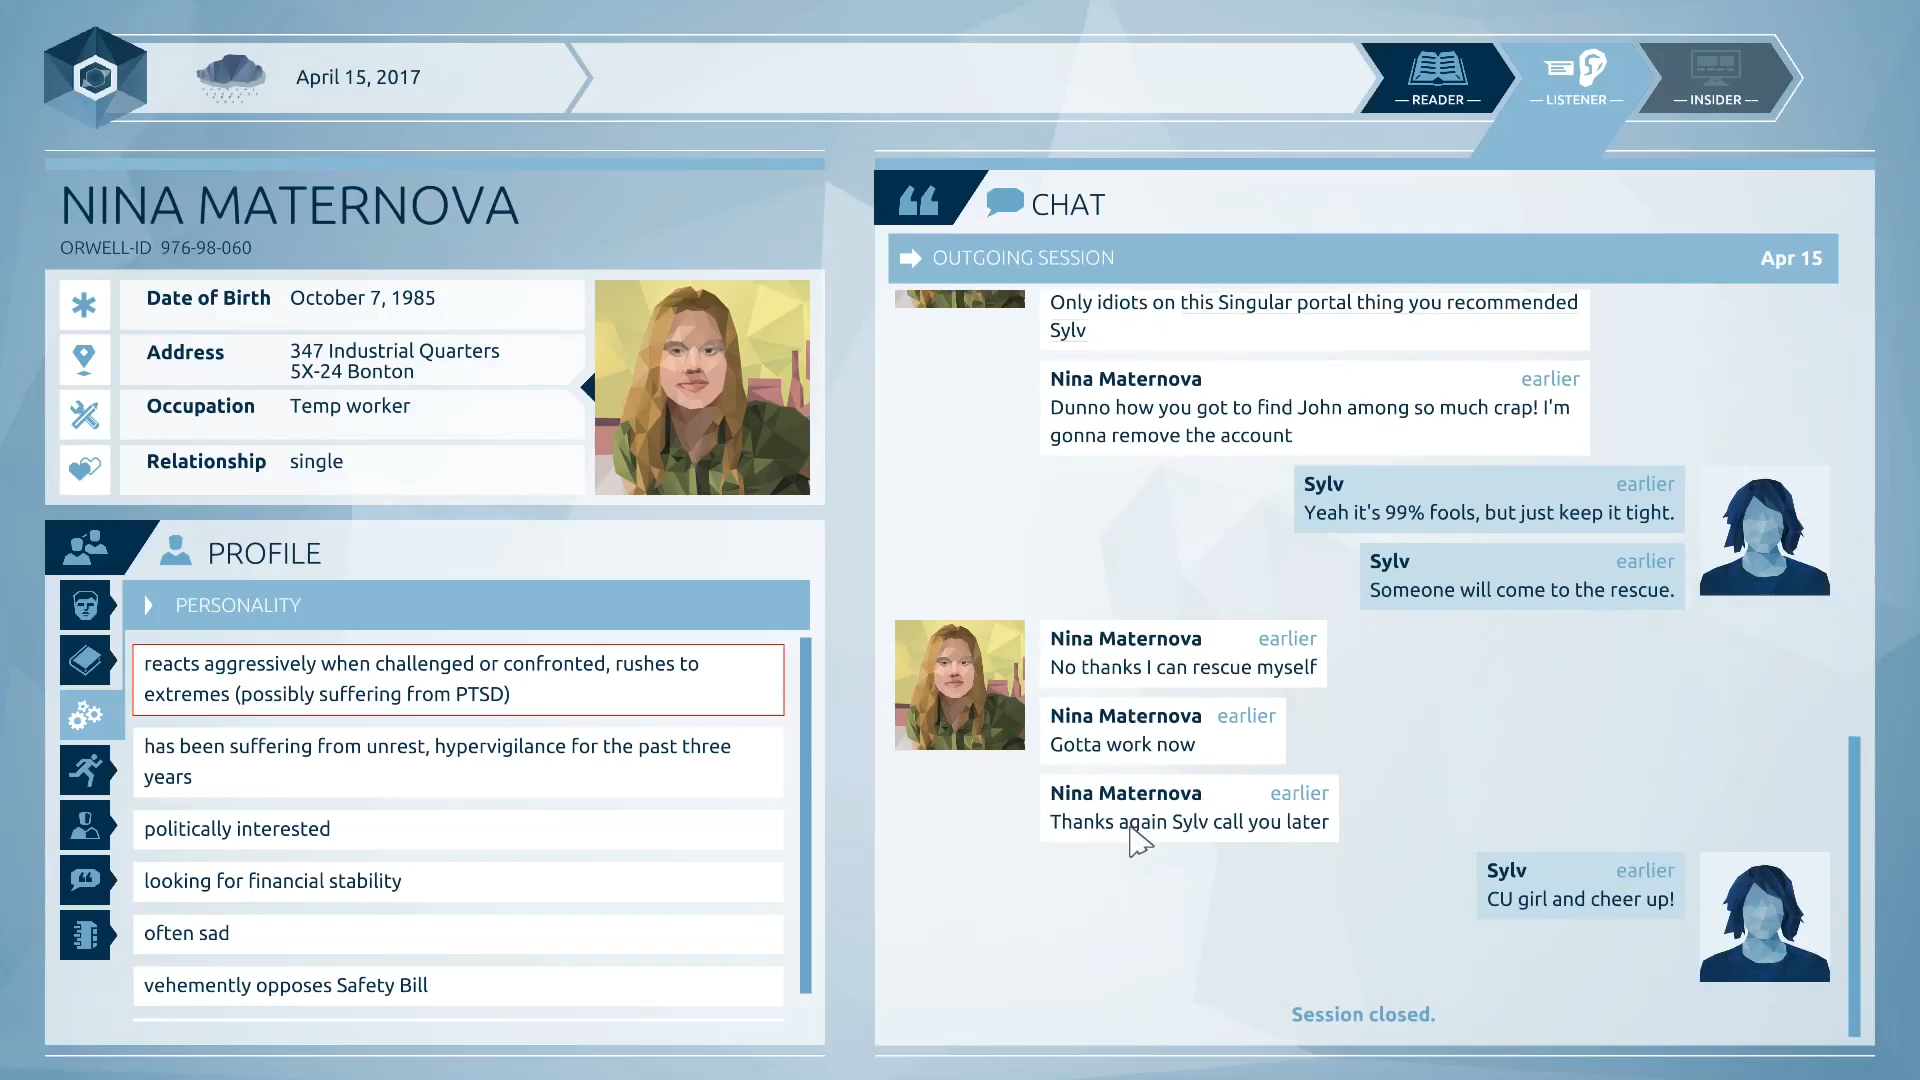 April 15, 2017
READER
LISTENER
INSIDER
NINA MATERNOVA
ORWELL-ID 976-98-060
Date of Birth October 7, 1985
Address 347 Industrial Quarters
5X-24 Bonton
Occupation Temp worker
Relationship single
PROFILE
PERSONALITY
reacts aggressively when challenged or confronted, rushes to
extremes (possibly suffering from PTSD)
has been suffering from unrest, hypervigilance for the past three
years
politically interested
looking for financial stability
often sad
vehemently opposes Safety Bill
CHAT
OUTGOING SESSION Apr 15
Only idiots on this Singular portal thing you recommended
Sylv
Nina Maternova earlier
Dunno how you got to find John among so much crap! I'm
gonna remove the account
Sylv earlier
Yeah it's 99% fools, but just keep it tight.
Sylv earlier
Someone will come to the rescue.
Nina Maternova earlier
No thanks I can rescue myself
Nina Maternova earlier
Gotta work now
Nina Maternova earlier
Thanks again Sylv call you later
Sylv earlier
CU girl and cheer up!
Session closed.